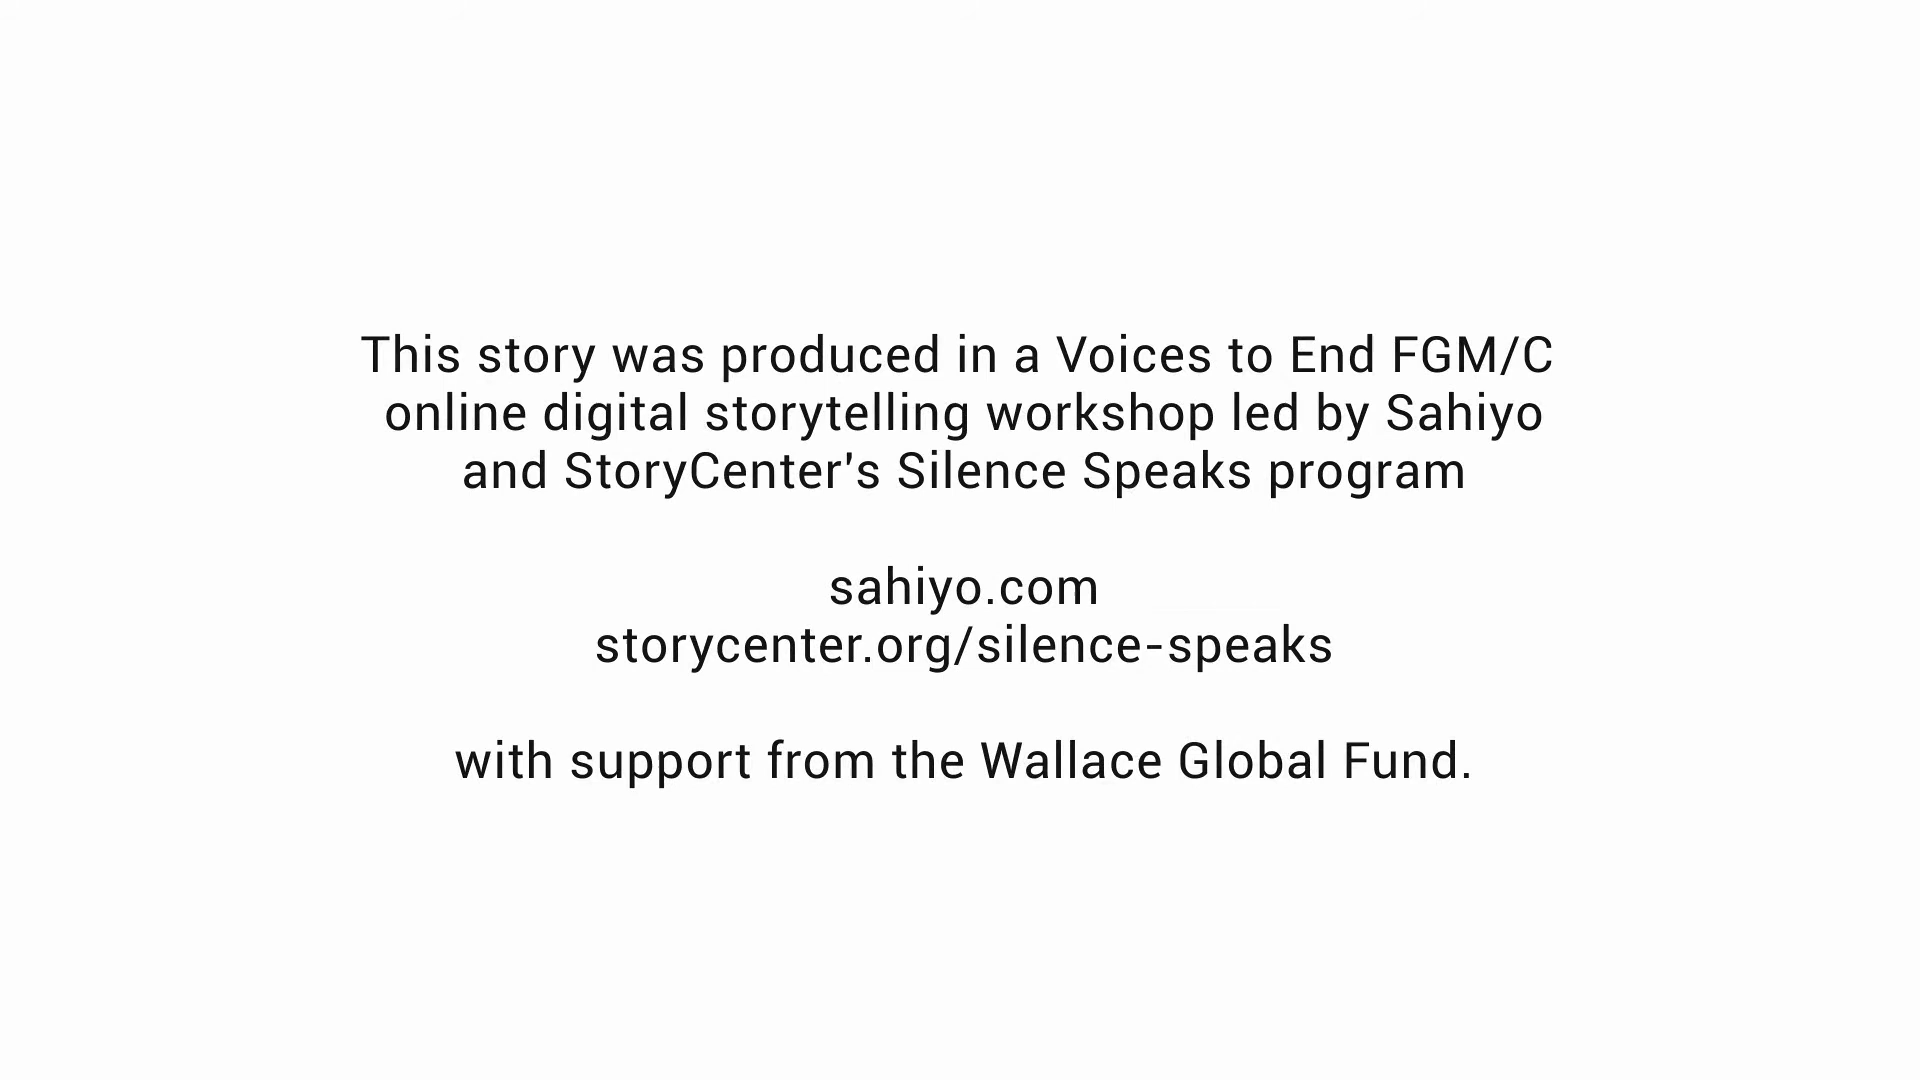 This story was produced in a Voices to End FGM/C
online digital storytelling workshop led by Sahiyo
and StoryCenter's Silence Speaks program
sahiyo.com
storycenter.org/silence-speaks
with support from the Wallace Global Fund.